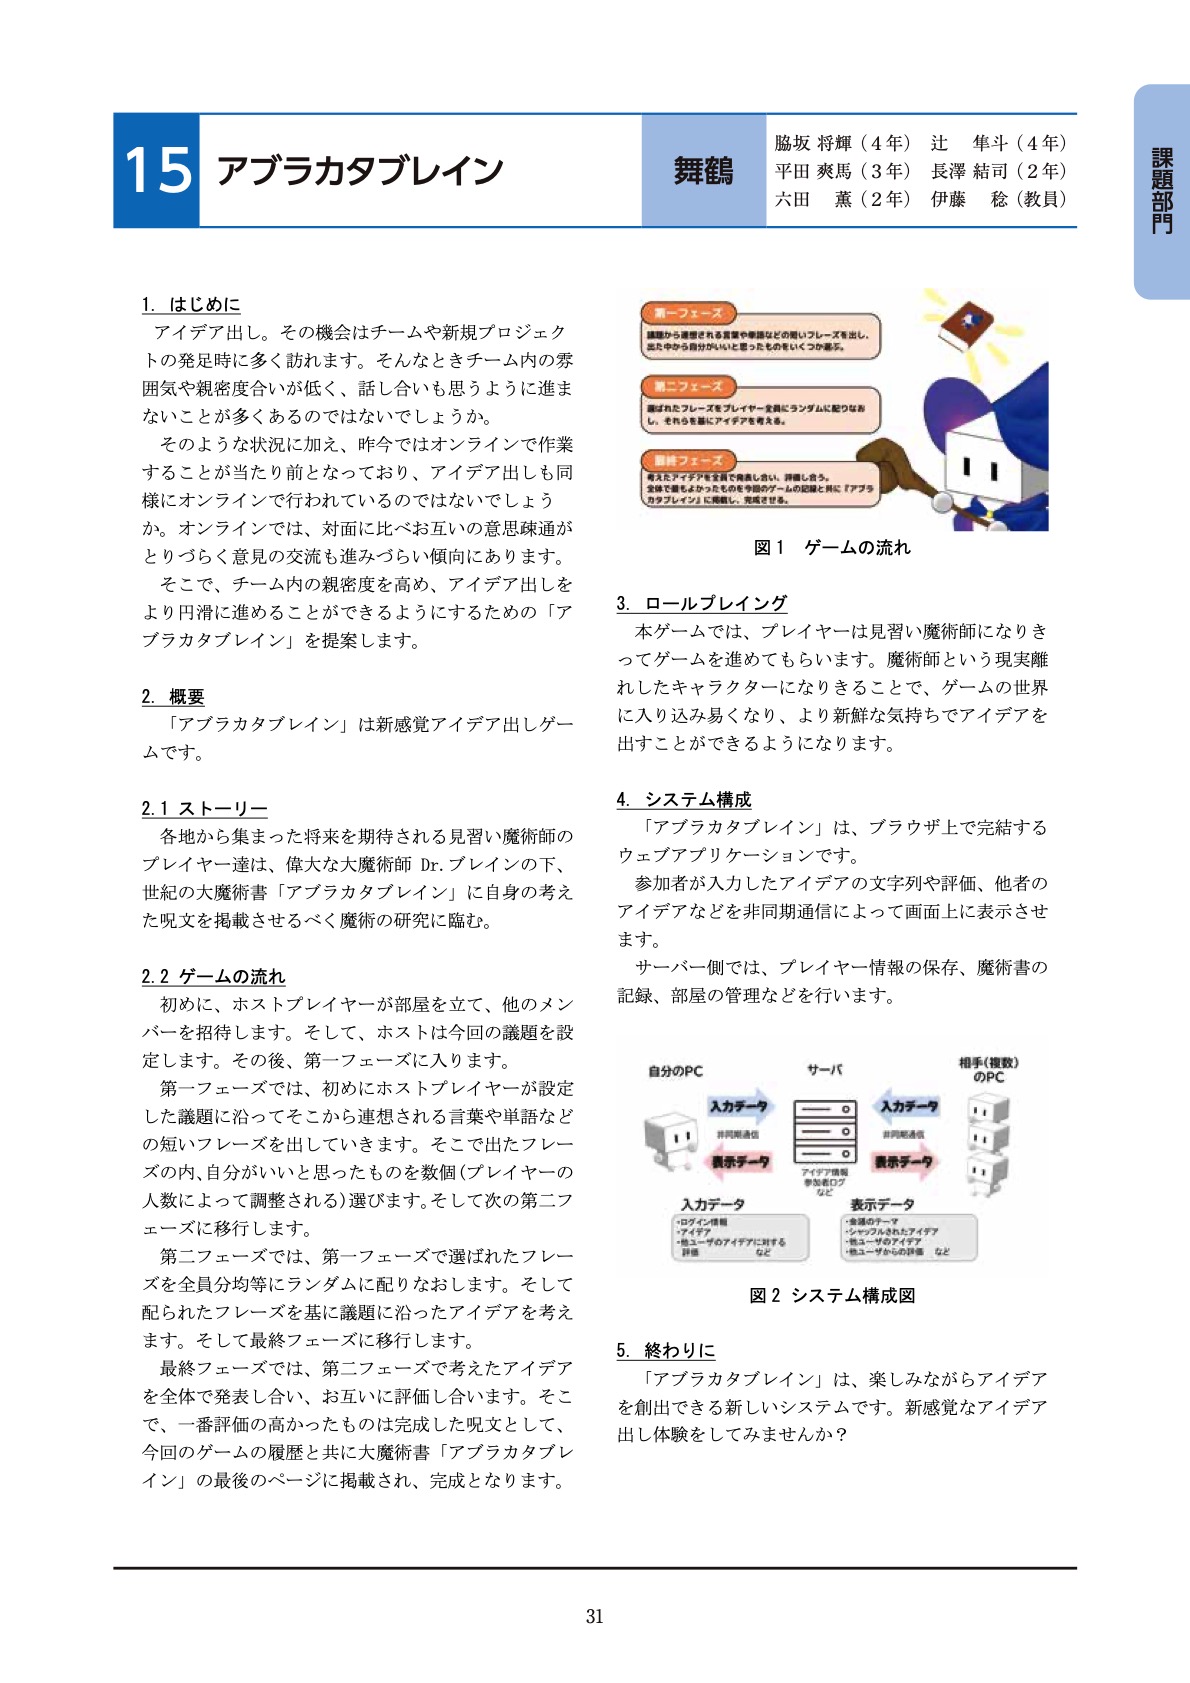 課題部門
15
アブラカタブレイン
舞鶴
脇坂 将輝（４年） 辻　隼斗（４年）
平田 爽馬（３年） 長澤 結司（２年）
六田　薫（２年） 伊藤　稔（教員）
1. はじめに
アイデア出し。その機会はチームや新規プロジェク
トの発足時に多く訪れます。そんなときチーム内の雰
囲気や親密度合いが低く、話し合いも思うように進ま
ないことが多くあるのではないでしょうか。
そのような状況に加え、昨今ではオンラインで作業
することが当たり前となっており、アイデア出しも同
様にオンラインで行われているのではないでしょう
か。オンラインでは、対面に比べお互いの意思疎通が
とりづらく意見の交流も進みづらい傾向にあります。
そこで、チーム内の親密度を高め、アイデア出しを
より円滑に進めることができるようにするための「ア
ブラカタブレイン」を提案します。
2. 概要
「アブラカタブレイン」は新感覚アイデア出しゲー
ムです。
2.1 ストーリー
各地から集まった将来を期待される見習い魔術師の
プレイヤー達は、偉大な大魔術師 Dr.ブレインの下、
世紀の大魔術書「アブラカタブレイン」に自身の考え
た呪文を掲載させるべく魔術の研究に臨む。
2.2 ゲームの流れ
初めに、ホストプレイヤーが部屋を立て、他のメン
バーを招待します。そして、ホストは今回の議題を設
定します。その後、第一フェーズに入ります。
第一フェーズでは、初めにホストプレイヤーが設定
した議題に沿ってそこから連想される言葉や単語など
の短いフレーズを出していきます。そこで出たフレー
ズの内、自分がいいと思ったものを数個（プレイヤーの
人数によって調整される）選びます。そして次の第二フ
ェーズに移行します。
第二フェーズでは、第一フェーズで選ばれたフレー
ズを全員分均等にランダムに配りなおします。そして
配られたフレーズを基に議題に沿ったアイデアを考え
ます。そして最終フェーズに移行します。
最終フェーズでは、第二フェーズで考えたアイデア
を全体で発表し合い、お互いに評価し合います。そこ
で、一番評価の高かったものは完成した呪文として、
今回のゲームの履歴と共に大魔術書「アブラカタブレ
イン」の最後のページに掲載され、完成となります。
第一フェーズ
議題から連想される言葉や単語などの短いフレーズを出し、
出た中から自分がいいと思ったものをいくつか選ぶ。
第二フェーズ
選ばれたフレーズをプレイヤー全員にランダムに配りなお
し、それらを基にアイデアを考える。
最終フェーズ
考えたアイデアを全員で発表し合い、評価し合う。
全体で最もよかったものを今回のゲームの記録と共に『アブラ
カタブレイン』に掲載し、完成させる。
図１　ゲームの流れ
3. ロールプレイング
本ゲームでは、プレイヤーは見習い魔術師になりき
ってゲームを進めてもらいます。魔術師という現実離
れしたキャラクターになりきることで、ゲームの世界
に入り込み易くなり、より新鮮な気持ちでアイデアを
出すことができるようになります。
4. システム構成
「アブラカタブレイン」は、ブラウザ上で完結する
ウェブアプリケーションです。
参加者が入力したアイデアの文字列や評価、他者の
アイデアなどを非同期通信によって画面上に表示させ
ます。
サーバー側では、プレイヤー情報の保存、魔術書の
記録、部屋の管理などを行います。
自分のPC
サーバ
相手(複数)
のPC
入力データ
入力データ
非同期通信
非同期通信
表示データ
表示データ
アイデア情報
参加者ログ
など
入力データ
・ログイン情報
・アイデア
・他ユーザのアイデアに対する
評価　など
表示データ
・会議のテーマ
・シャッフルされたアイデア
・他ユーザのアイデア
・他ユーザからの評価　など
図２ システム構成図
5. 終わりに
「アブラカタブレイン」は、楽しみながらアイデア
を創出できる新しいシステムです。新感覚なアイデア
出し体験をしてみませんか？
31